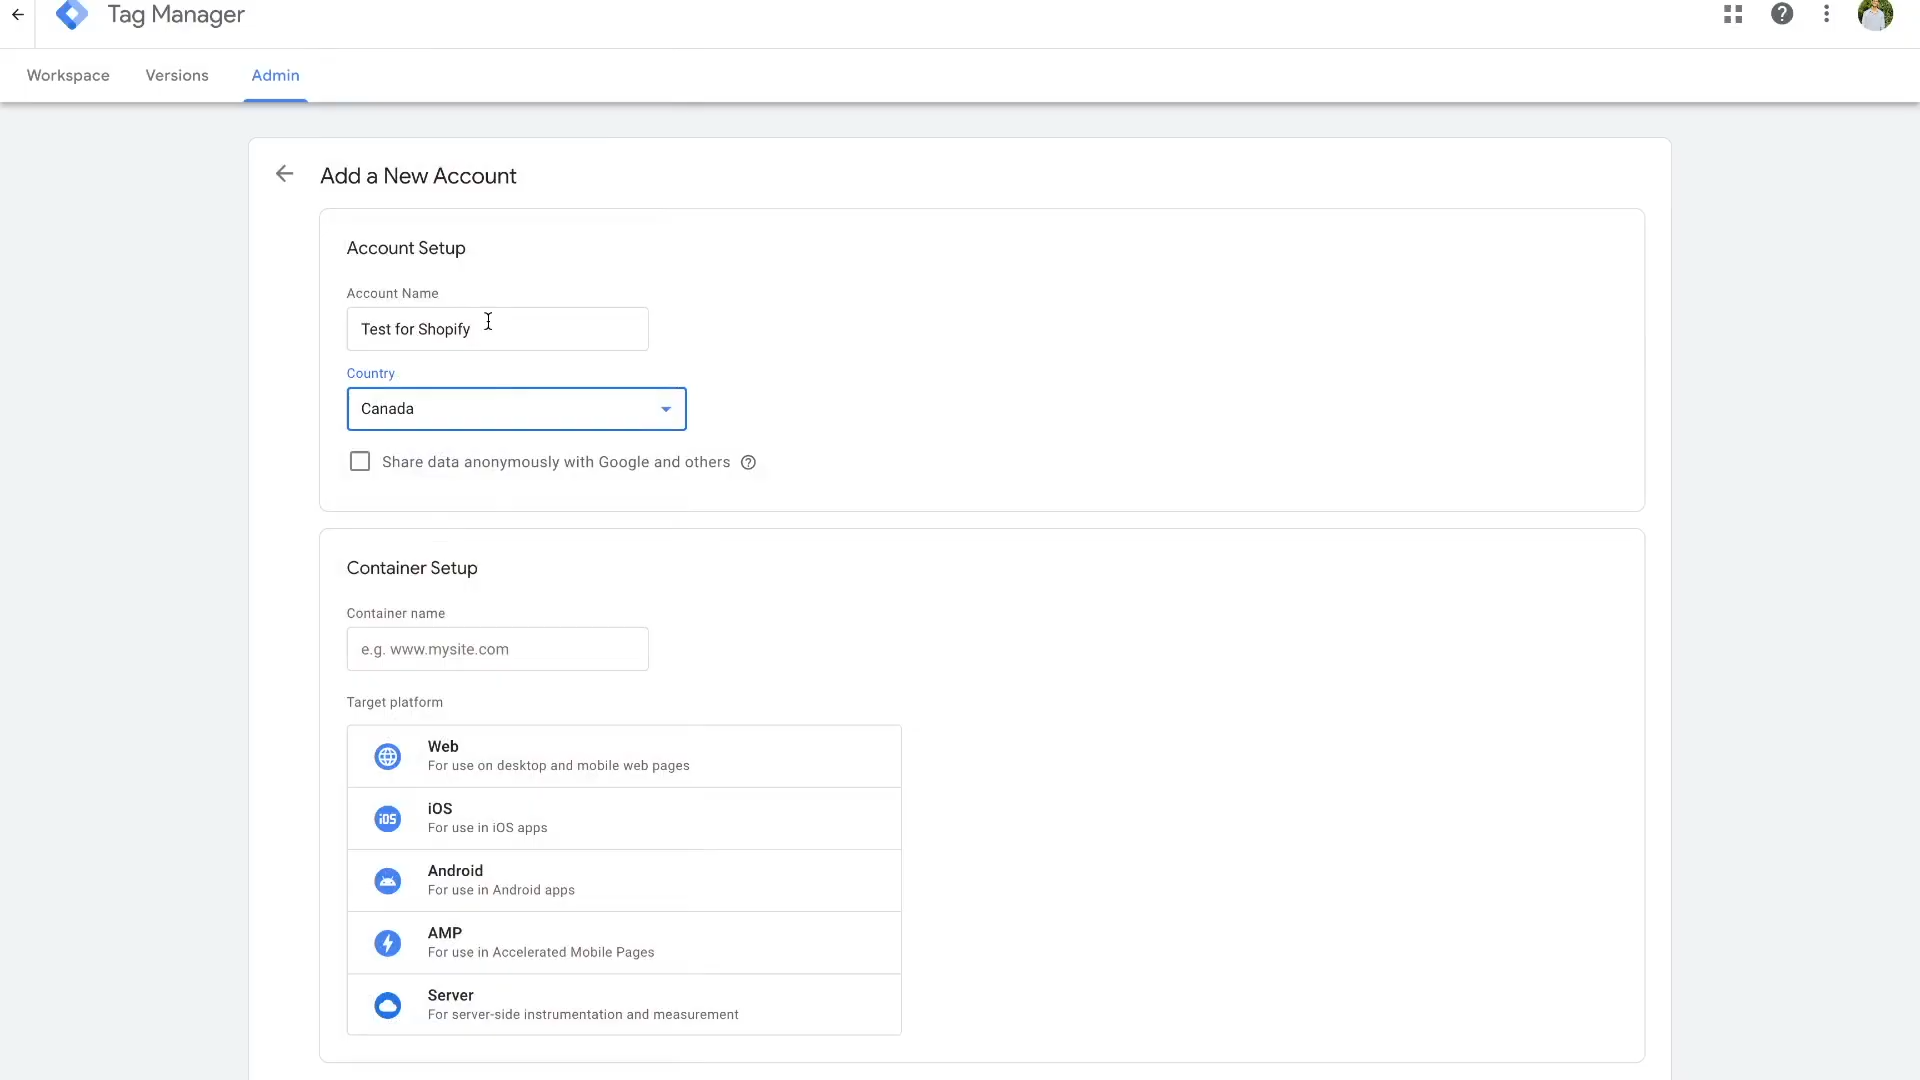 Tag Manager
Workspace Versions Admin
Add a New Account
Account Setup
Account Name
Test for Shopify
Country
Canada
Share data anonymously with Google and others
Container Setup
Container name
e.g. www.mysite.com
Target platform
Web
For use on desktop and mobile web pages
iOS
iOS
For use in iOS apps
Android
For use in Android apps
AMP
For use in Accelerated Mobile Pages
Server
For server-side instrumentation and measurement